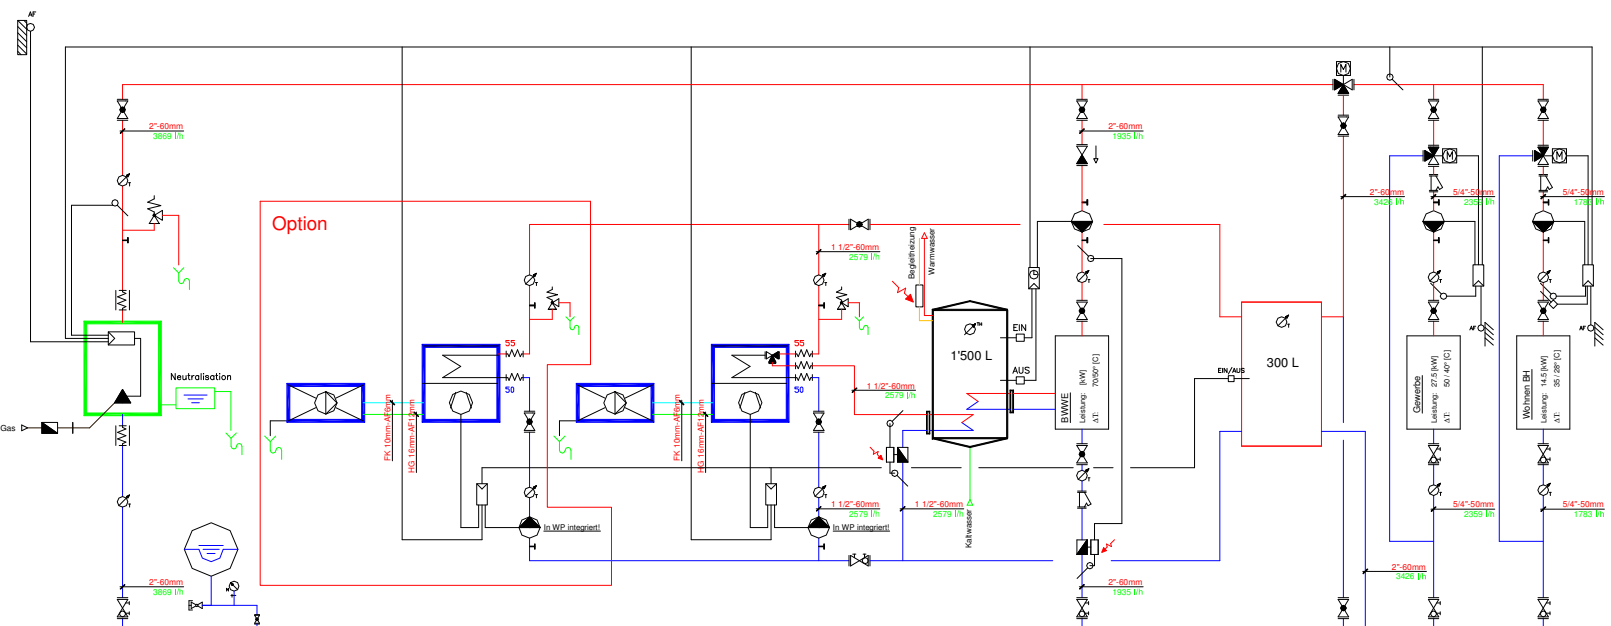 AF
M
2"-60mm
3869 l/h
2"-60mm
1935 l/h
M
M
T
2"-60mm
3426 l/h
5/4"-50mm
2359 l/h
5/4"-50mm
1783 l/h
Option
1 1/2"-60mm
2579 l/h
Begleitheizung
Warmwasser
T
T
T
T
T
TH
EIN
1'500 L
AUS
T
300 L
AF
AF
55
50
55
50
Neutralisation
EIN/AUS
1 1/2"-60mm
2579 l/h
BWWE
Leistung: [kW]
ΔT: 70/50° [C]
Gewerbe
Leistung: 27.5 [kW]
ΔT: 50 / 40° [C]
Wohnen BH
Leistung: 14.5 [kW]
ΔT: 35 / 28° [C]
Gas
FK 10mm-AF6mm
HG 16mm-AF12mm
FK 10mm-AF6mm
HG 16mm-AF12mm
T
T
T
T
T
T
1 1/2"-60mm
2579 l/h
1 1/2"-60mm
2579 l/h
Kaltwasser
5/4"-50mm
2359 l/h
5/4"-50mm
1783 l/h
In WP integriert!
In WP integriert!
2"-60mm
3869 l/h
2"-60mm
1935 l/h
2"-60mm
3426 l/h